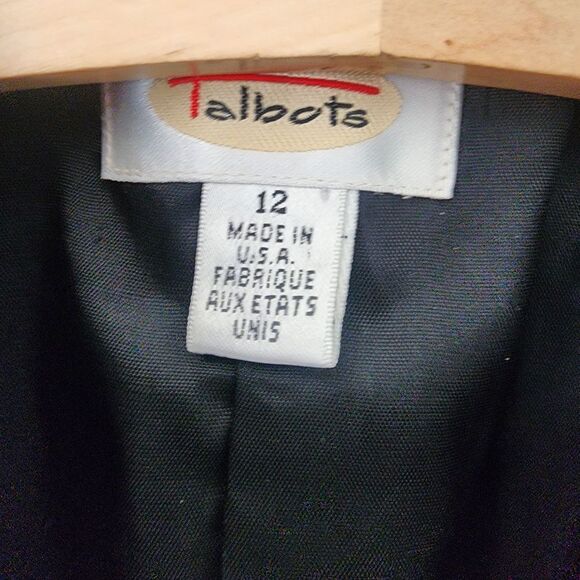 Talbots
12
MADE IN
U.S.A.
FABRIQUE
AUX ETATS
UNIS